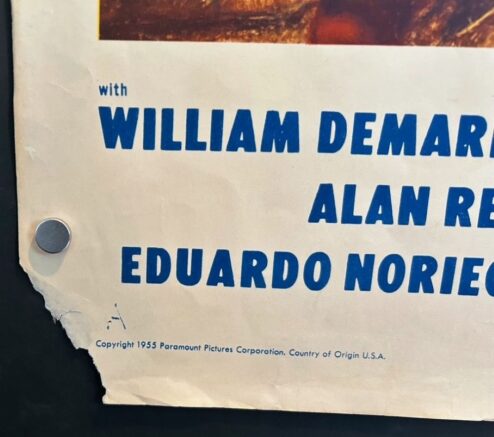 with
WILLIAM DEMAR
ALAN RE
EDUARDO NORIEG
Copyright 1955 Paramount Pictures Corporation, Country of Origin U.S.A.